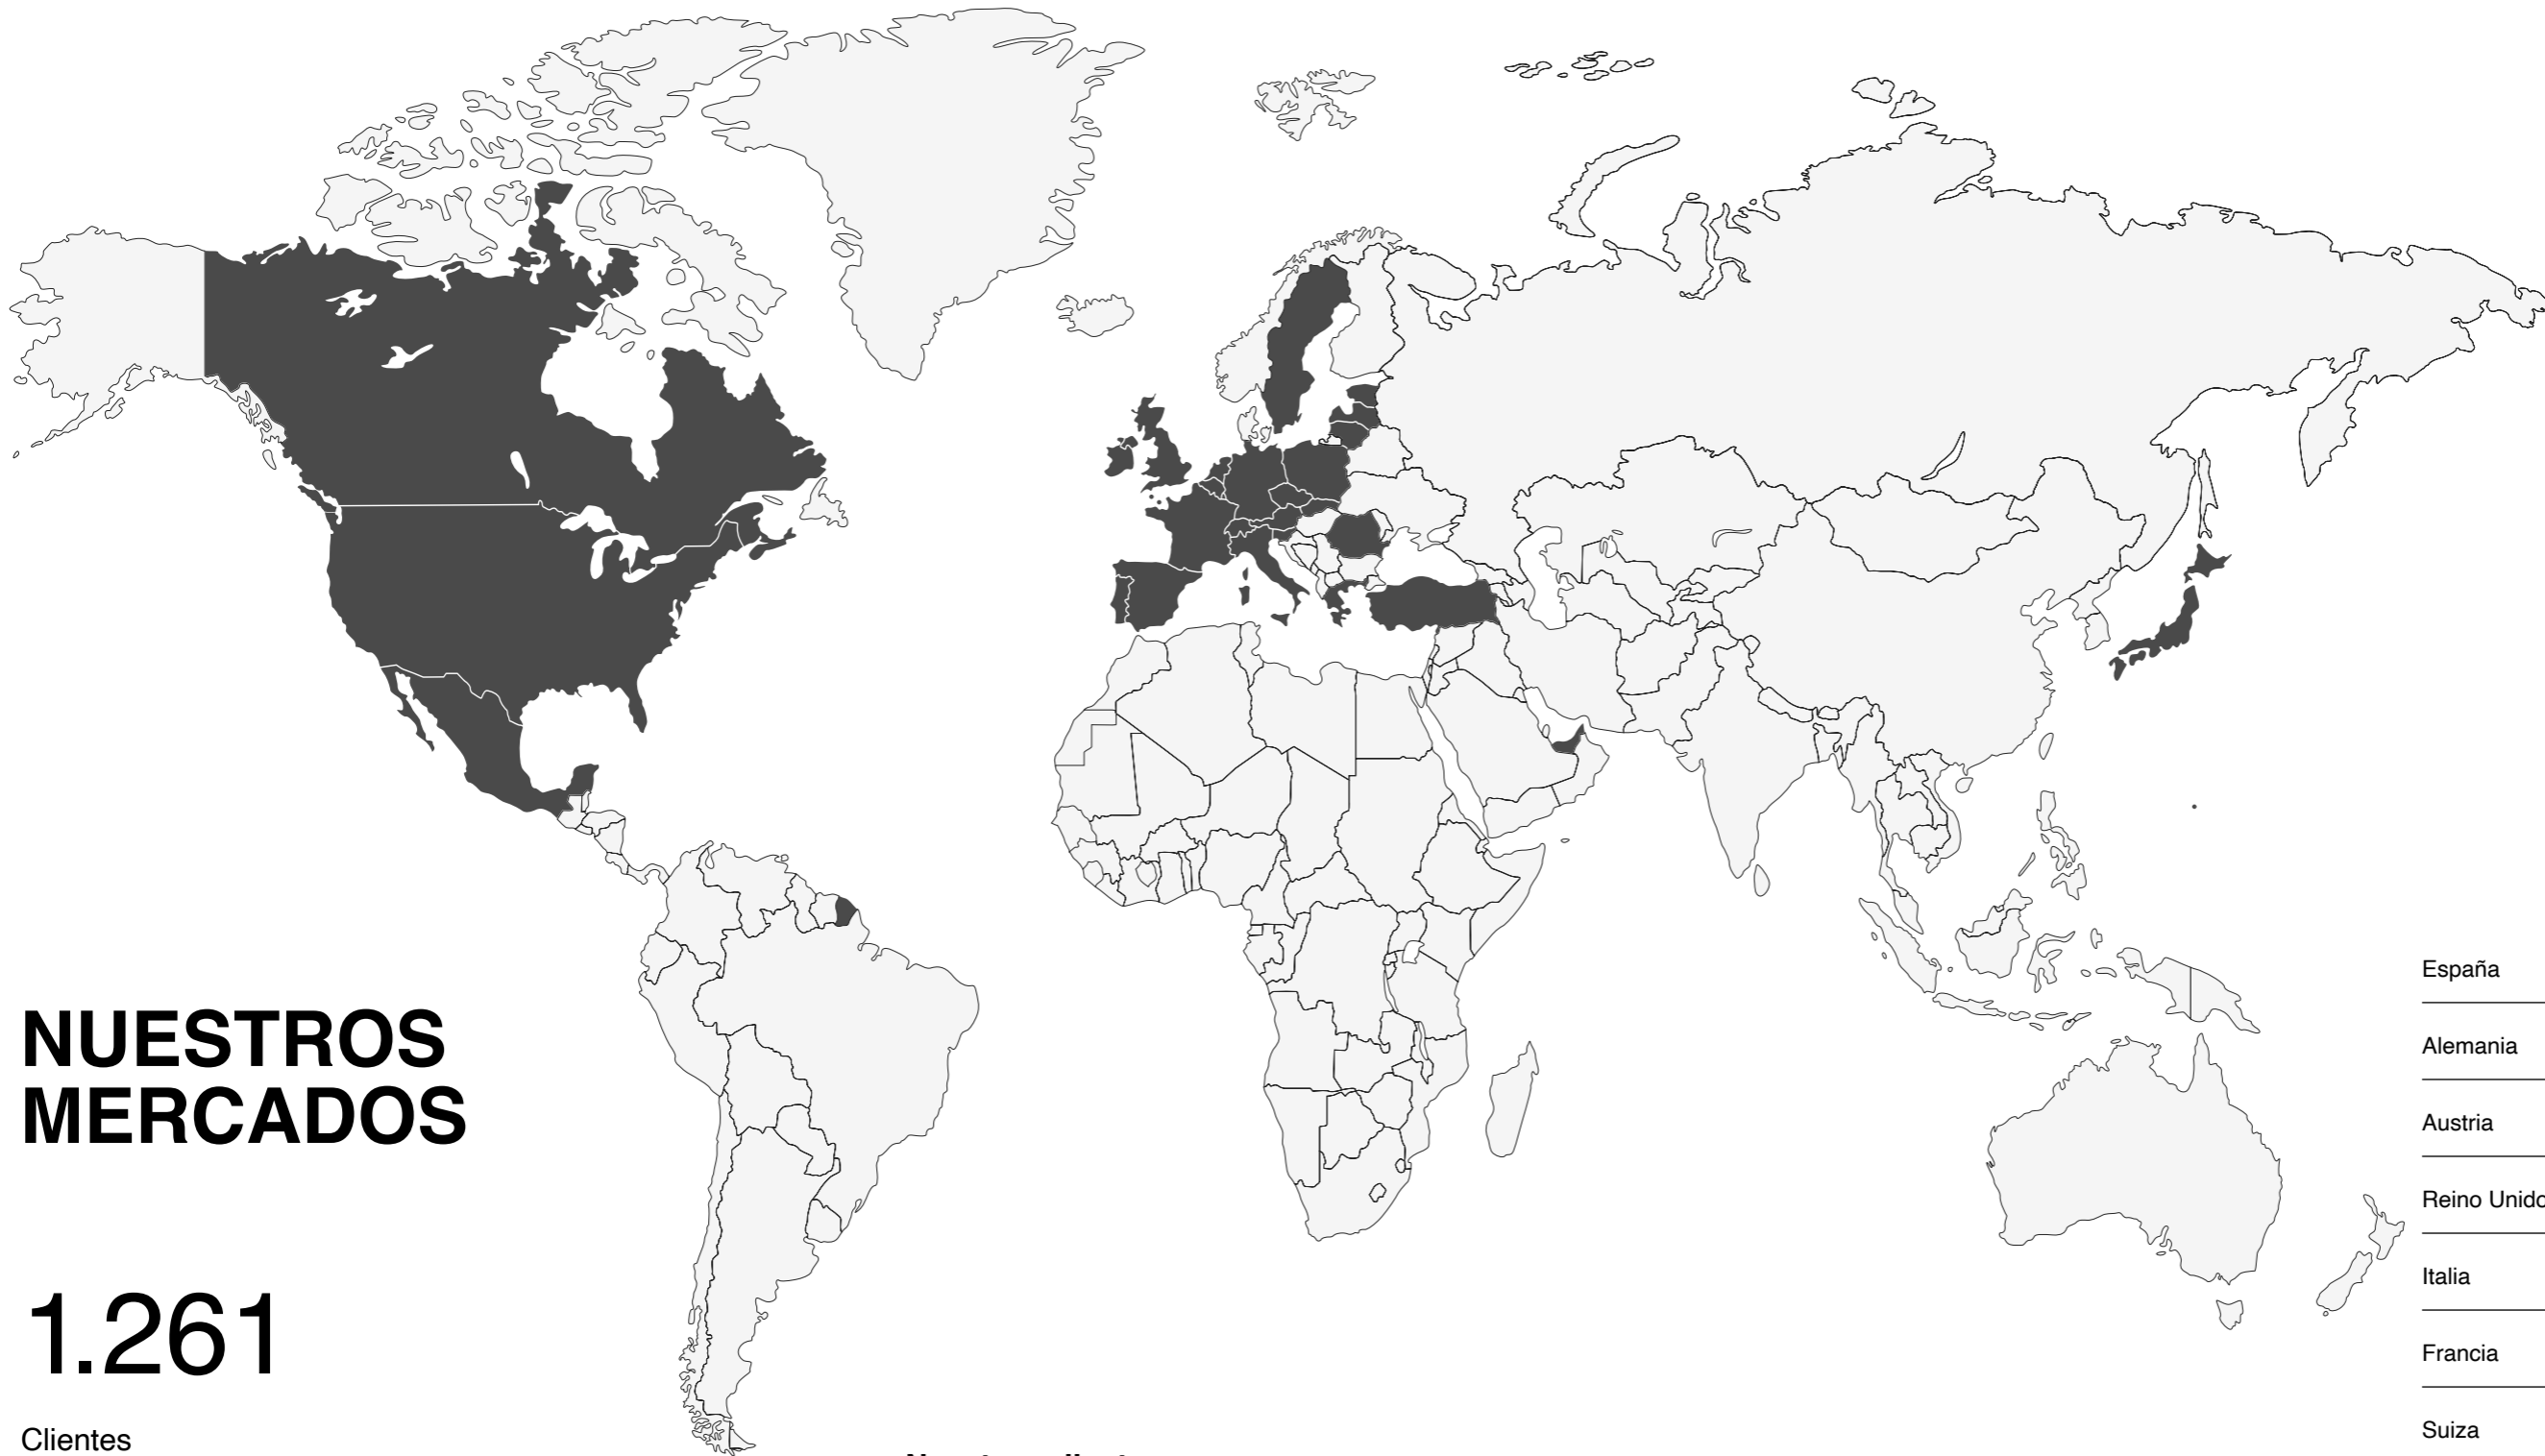 NUESTROS
MERCADOS
1.261
Clientes
España
Alemania
Austria
Reino Unido
Italia
Francia
Suiza